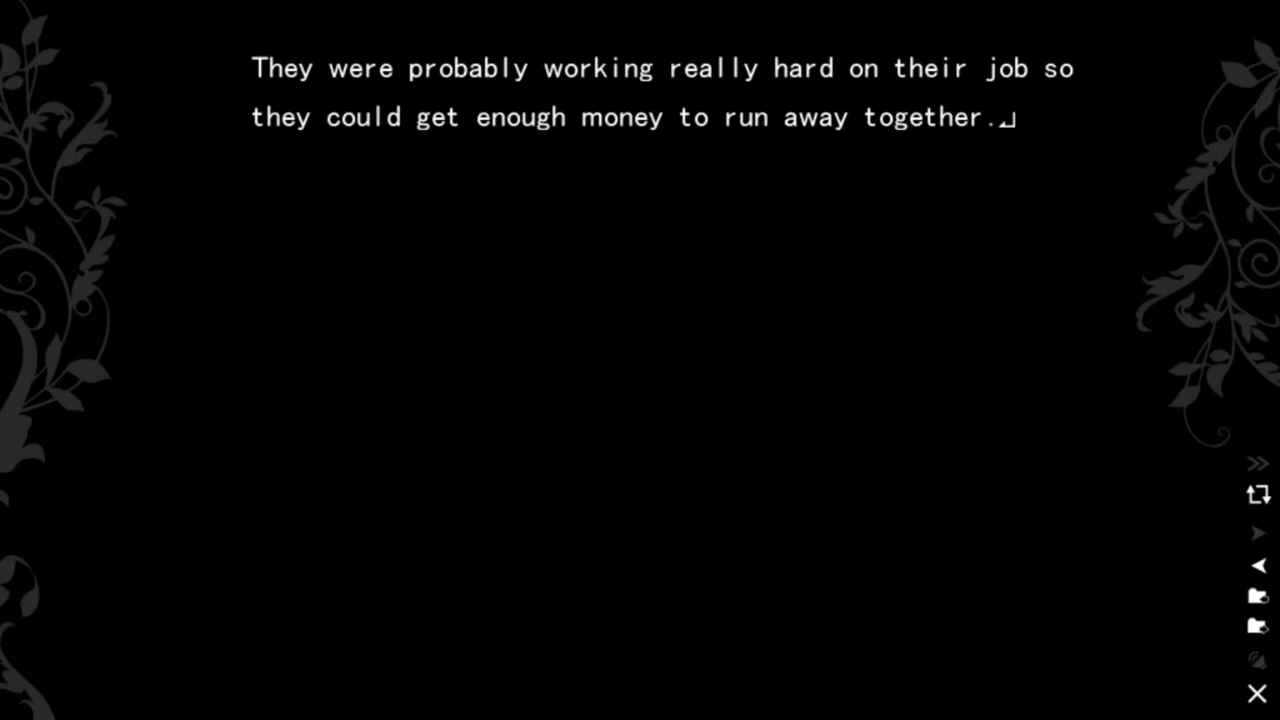 They were probably working really hard on their job so
they could get enough money to run away together.